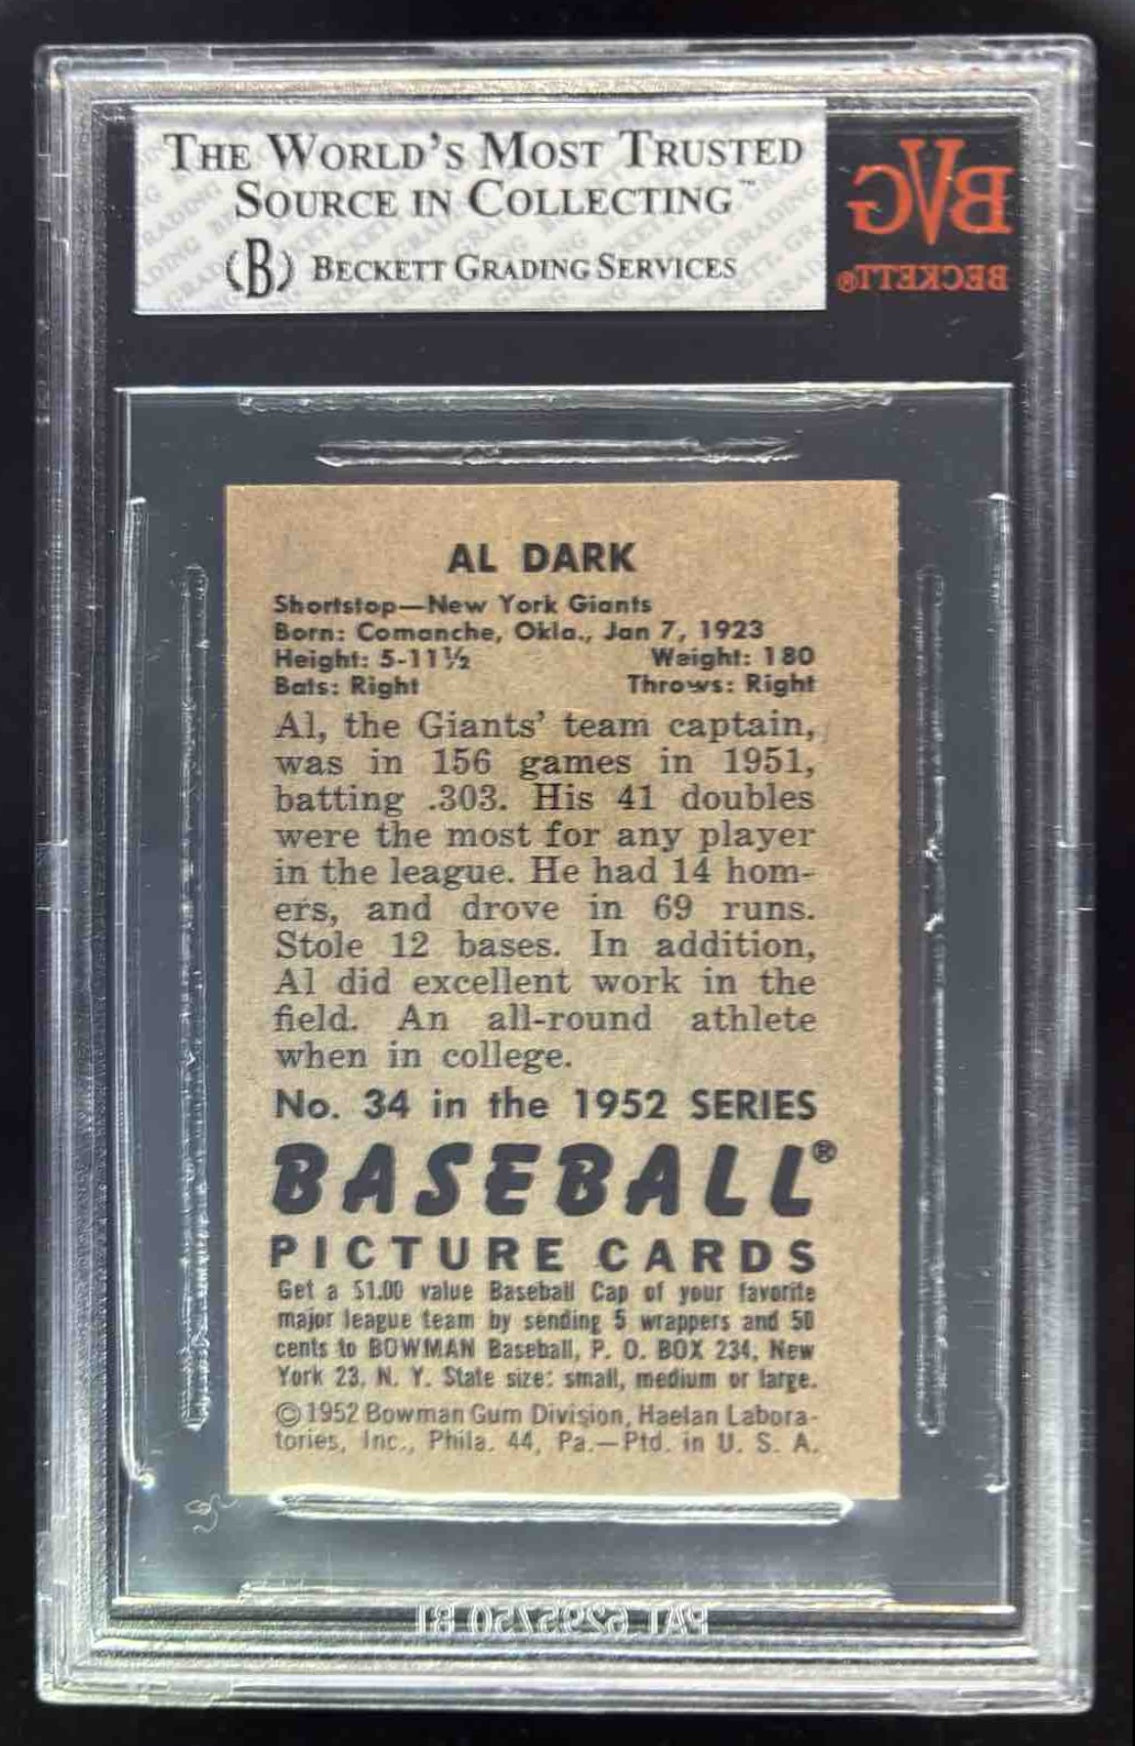 THE WORLD'S MOST TRUSTED
SOURCE IN COLLECTING™
(B) BECKETT GRADING SERVICES
BVG
BECKETT®
AL DARK
Shortstop—New York Giants
Born: Comanche, Okla., Jan 7, 1923
Height: 5-11½ Weight: 180
Bats: Right Throws: Right
Al, the Giants' team captain,
was in 156 games in 1951,
batting .303. His 41 doubles
were the most for any player
in the league. He had 14 hom-
ers, and drove in 69 runs.
Stole 12 bases. In addition,
Al did excellent work in the
field. An all-round athlete
when in college.
No. 34 in the 1952 SERIES
BASEBALL®
PICTURE CARDS
Get a $1.00 value Baseball Cap of your favorite
major league team by sending 5 wrappers and 50
cents to BOWMAN Baseball, P. O. BOX 234, New
York 23, N. Y. State size: small, medium or large.
©1952 Bowman Gum Division, Haelan Labora-
tories, Inc., Phila. 44, Pa.—Ptd. in U. S. A.
PAT 6295750 B1